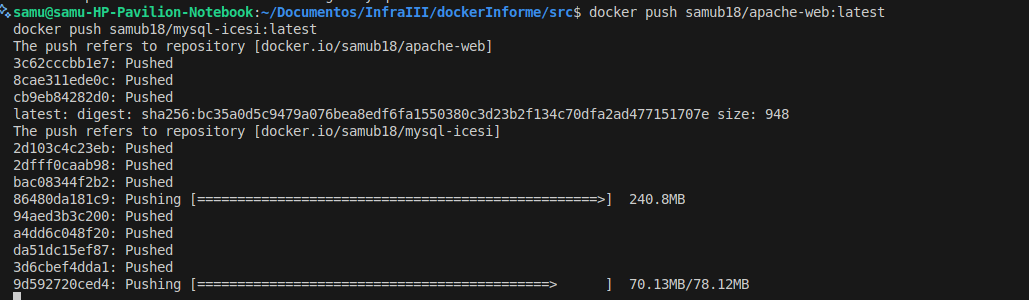 samu@samu-HP-Pavilion-Notebook:~/Documentos/InfraIII/dockerInforme/src$ docker push samub18/apache-web:latest
docker push samub18/mysql-icesi:latest
The push refers to repository [docker.io/samub18/apache-web]
3c62cccbb1e7: Pushed
8cae311ede0c: Pushed
cb9eb84282d0: Pushed
latest: digest: sha256:bc35a0d5c9479a076bea8edf6fa1550380c3d23b2f134c70dfa2ad477151707e size: 948
The push refers to repository [docker.io/samub18/mysql-icesi]
2d103c4c23eb: Pushed
2dfff0caab98: Pushed
bac08344f2b2: Pushed
86480da181c9: Pushing [==================================================>]  240.8MB
94aed3b3c200: Pushed
a4dd6c048f20: Pushed
da51dc15ef87: Pushed
3d6cbef4dda1: Pushed
9d592720ced4: Pushing [============================================>      ]  70.13MB/78.12MB